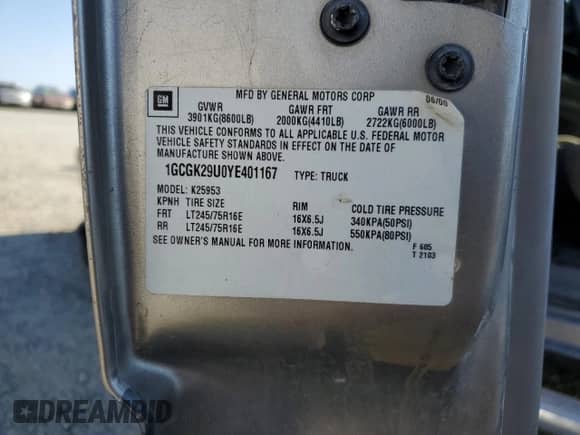 GM
MFD BY GENERAL MOTORS CORP 06/00
GVWR GAWR FRT GAWR RR
3901KG(8600LB) 2000KG(4410LB) 2722KG(6000LB)
THIS VEHICLE CONFORMS TO ALL APPLICABLE U.S. FEDERAL MOTOR
VEHICLE SAFETY STANDARDS IN EFFECT ON THE DATE OF
MANUFACTURE SHOWN ABOVE.
1GCGK29U0YE401167 TYPE: TRUCK
MODEL: K25953
KPNH TIRE SIZE RIM COLD TIRE PRESSURE
FRT LT245/75R16E 16X6.5J 340KPA(50PSI)
RR LT245/75R16E 16X6.5J 550KPA(80PSI)
SEE OWNER'S MANUAL FOR MORE INFORMATION.
F 685
T 2103
DREAMBID